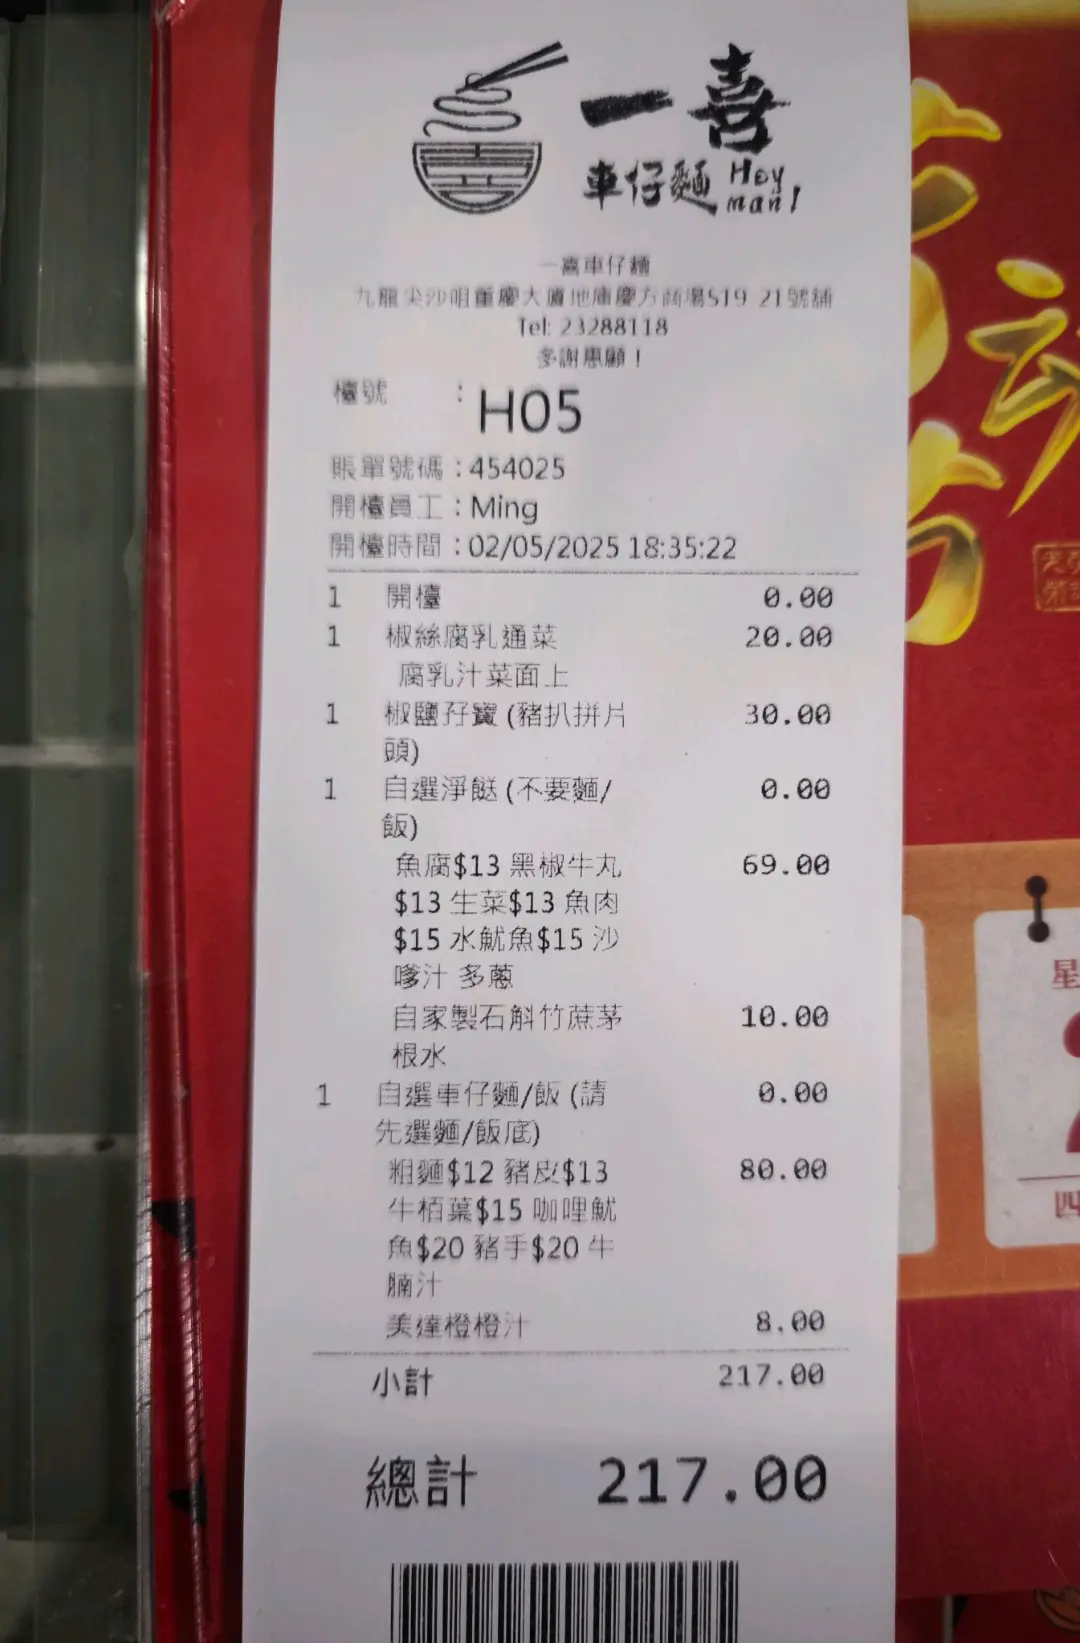 一喜
車仔麵 Hey man!
一喜車仔麵
九龍尖沙咀重慶大廈地庫慶方商場S19-21號舖
Tel: 23288118
多謝惠顧！
檯號 : H05
賬單號碼 : 454025
開檯員工 : Ming
開檯時間 : 02/05/2025 18:35:22
1 開檯 0.00
1 椒絲腐乳通菜 20.00
腐乳汁菜面上
1 椒鹽孖寶 (豬扒拼片 30.00
頭)
1 自選淨餸 (不要麵/ 0.00
飯)
魚腐$13 黑椒牛丸 69.00
$13 生菜$13 魚肉
$15 水魷魚$15 沙
嗲汁 多蔥
自家製石斛竹蔗茅 10.00
根水
1 自選車仔麵/飯 (請 0.00
先選麵/飯底)
粗麵$12 豬皮$13 80.00
牛栢葉$15 咖哩魷
魚$20 豬手$20 牛
腩汁
美達橙橙汁 8.00
小計 217.00
總計 217.00
星
四